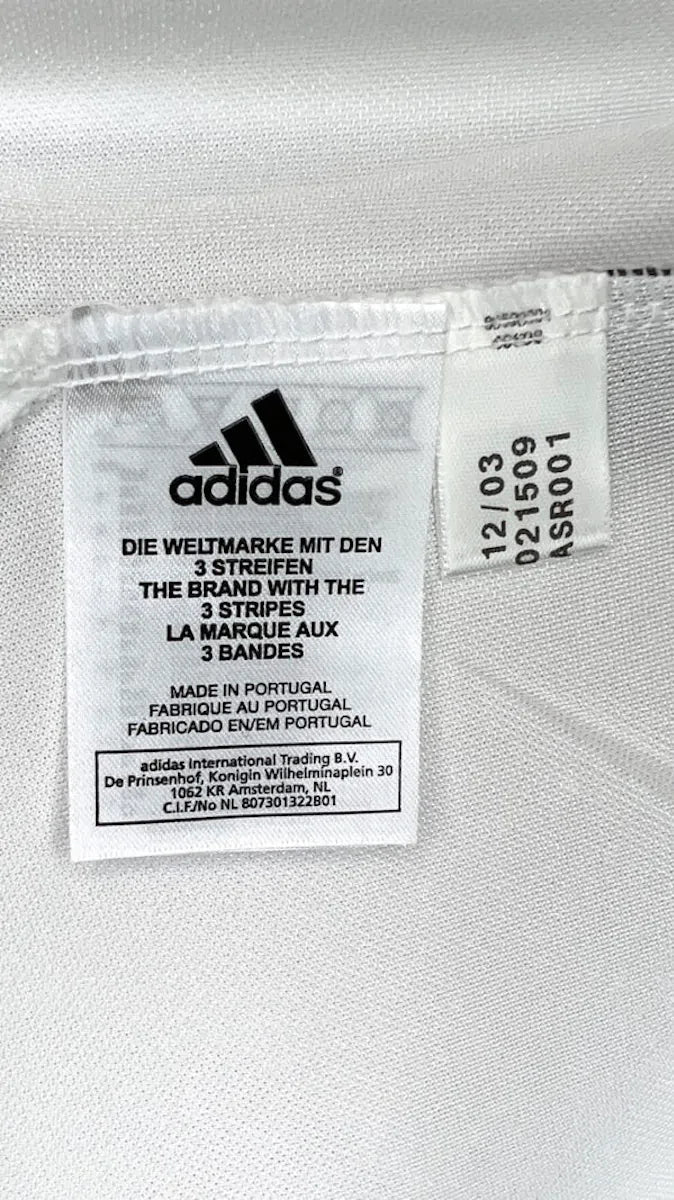 adidas®
DIE WELTMARKE MIT DEN
3 STREIFEN
THE BRAND WITH THE
3 STRIPES
LA MARQUE AUX
3 BANDES
MADE IN PORTUGAL
FABRIQUE AU PORTUGAL
FABRICADO EN/EM PORTUGAL
adidas International Trading B.V.
De Prinsenhof, Konigin Wilhelminaplein 30
1062 KR Amsterdam, NL
C.I.F./No NL 807301322B01
12/03
021509
ASR001